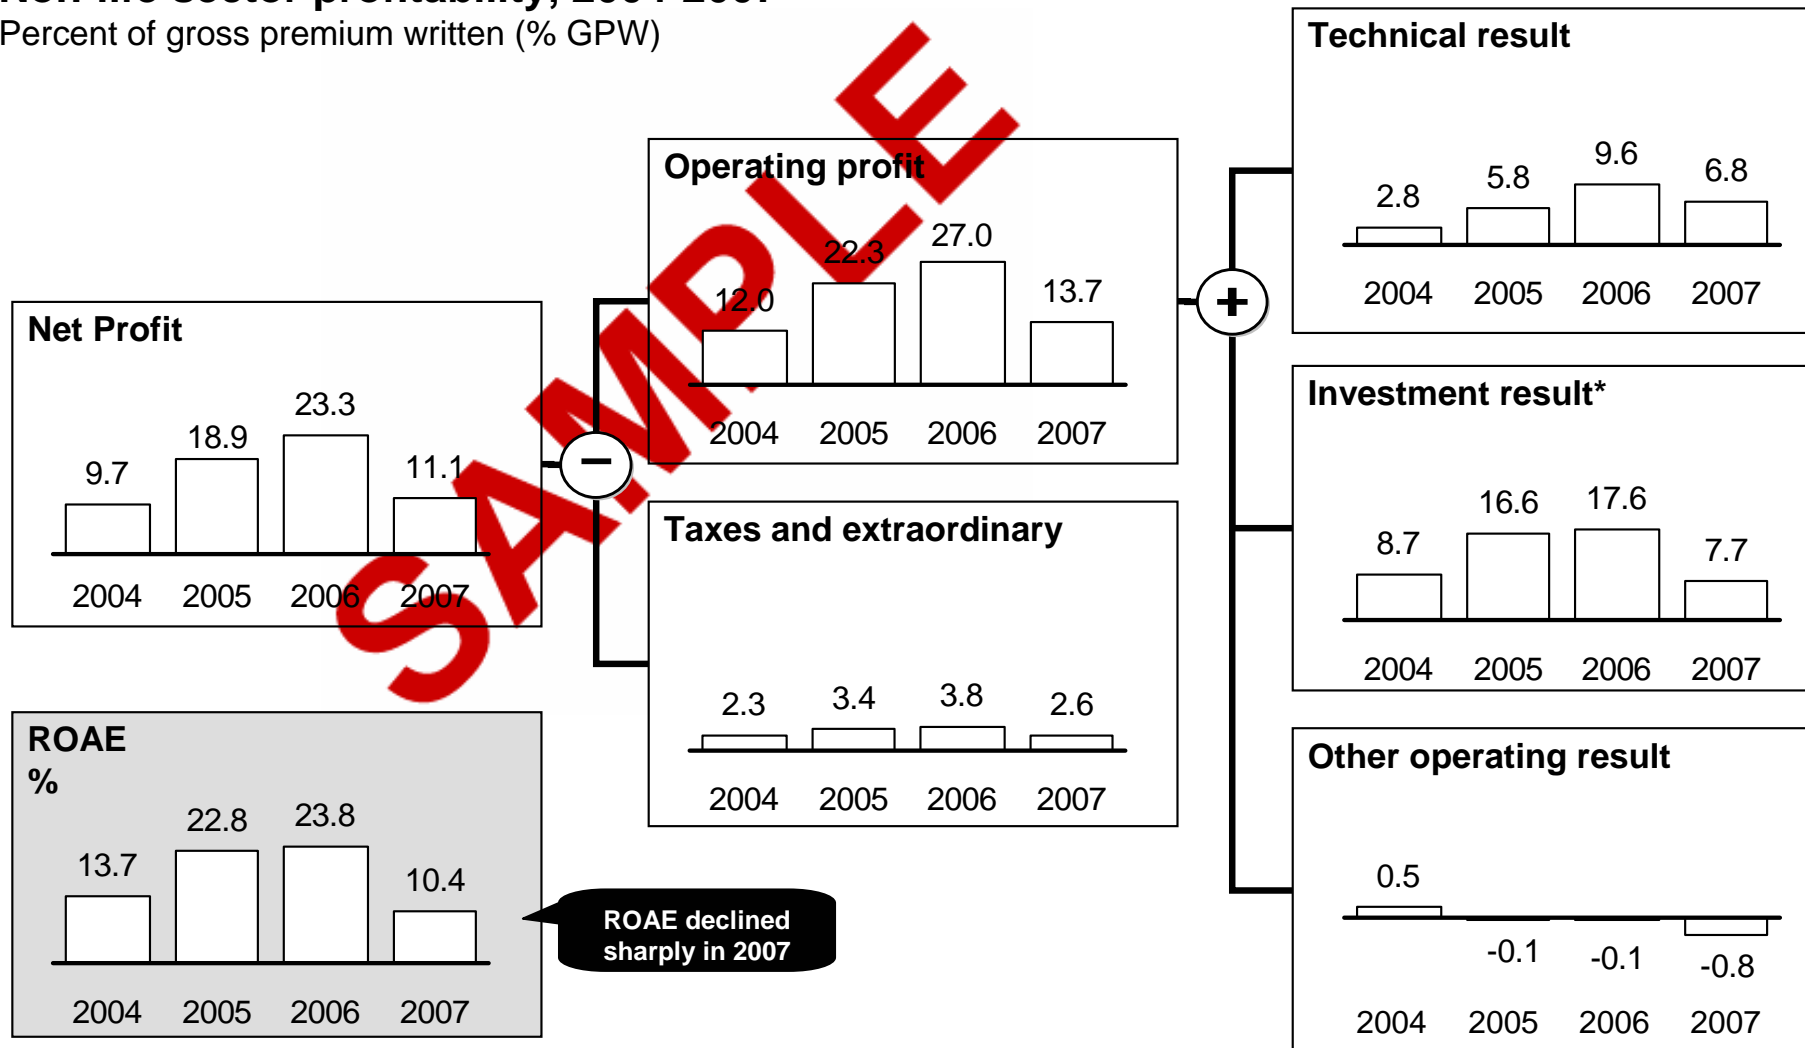 Percent of gross premium written (% GPW)
Net Profit
9.7 18.9 23.3 11.1
2004 2005 2006 2007
ROAE
%
13.7 22.8 23.8 10.4
2004 2005 2006 2007
ROAE declined
sharply in 2007
−
Operating profit
12.0 22.3 27.0 13.7
2004 2005 2006 2007
Taxes and extraordinary
2.3 3.4 3.8 2.6
2004 2005 2006 2007
+
Technical result
2.8 5.8 9.6 6.8
2004 2005 2006 2007
Investment result*
8.7 16.6 17.6 7.7
2004 2005 2006 2007
Other operating result
0.5 -0.1 -0.1 -0.8
2004 2005 2006 2007
SAMPLE